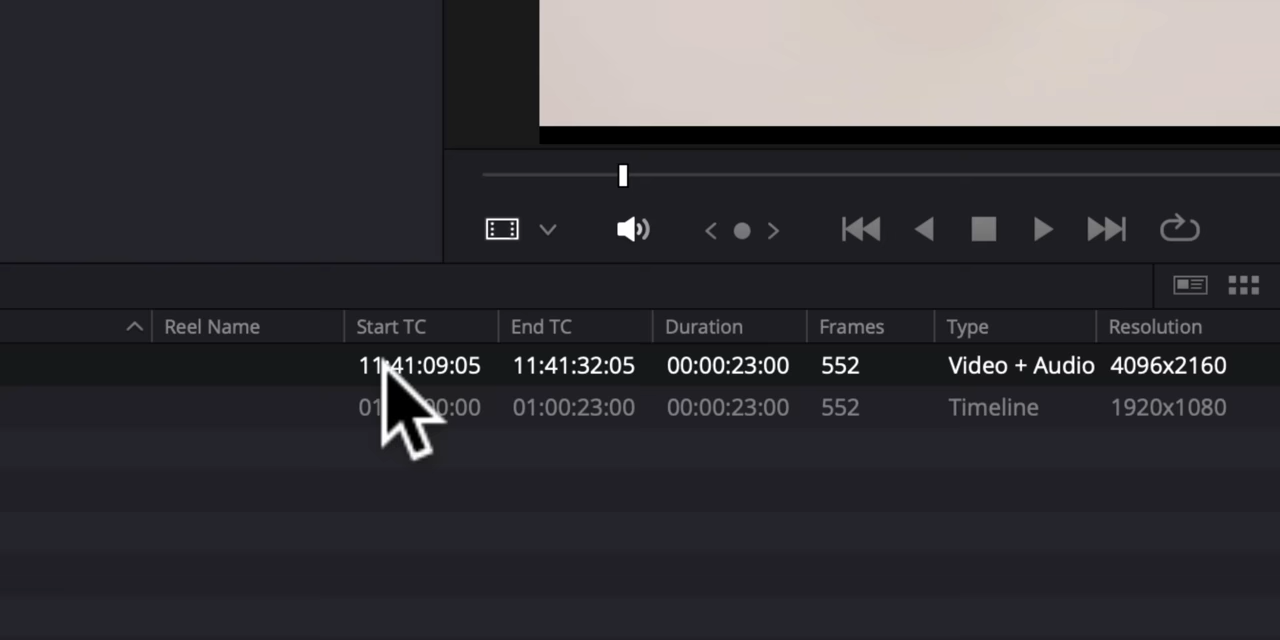 Reel Name Start TC End TC Duration Frames Type Resolution
11:41:09:05 11:41:32:05 00:00:23:00 552 Video + Audio 4096x2160
01:00:23:00 00:00:23:00 552 Timeline 1920x1080